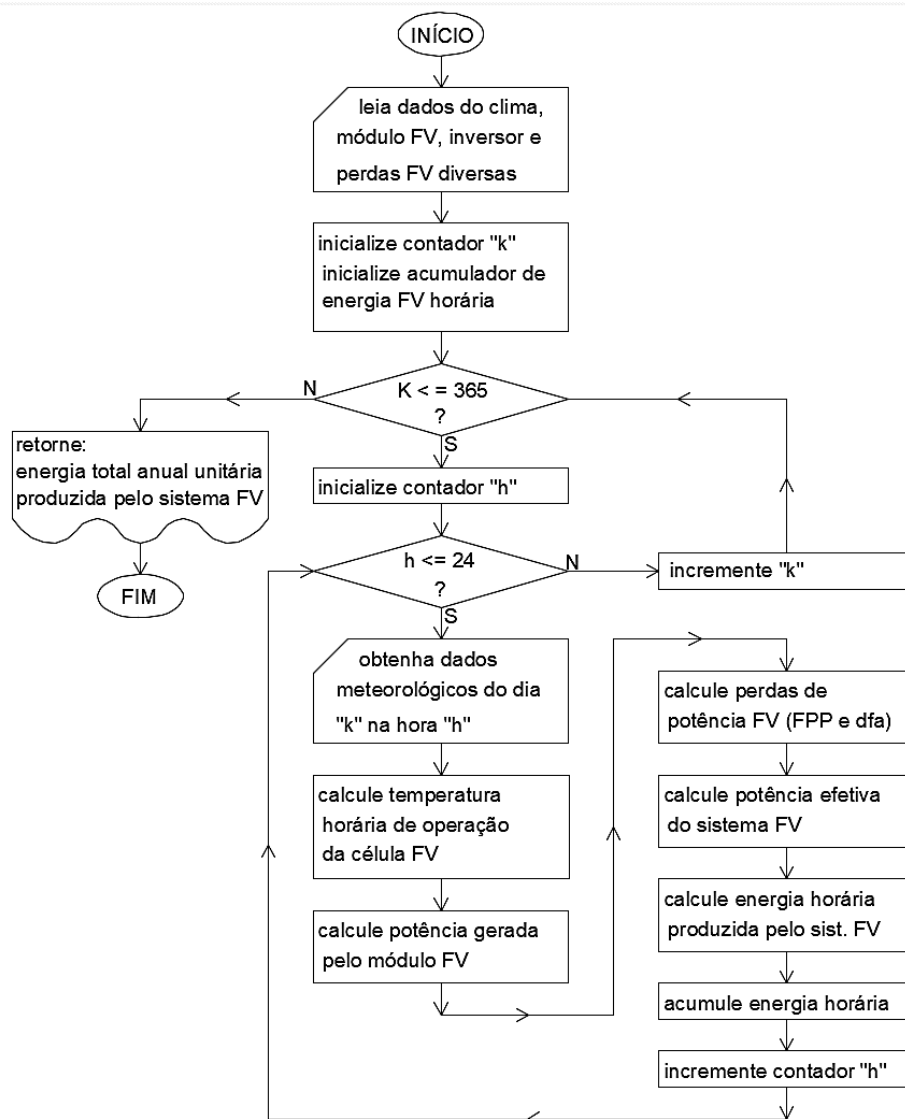 INÍCIO
leia dados do clima,
módulo FV, inversor e
perdas FV diversas
inicialize contador "k"
inicialize acumulador de
energia FV horária
K < = 365
?
N
S
retorne:
energia total anual unitária
produzida pelo sistema FV
FIM
inicialize contador "h"
h <= 24
?
N
S
incremente "k"
obtenha dados
meteorológicos do dia
"k" na hora "h"
calcule temperatura
horária de operação
da célula FV
calcule potência gerada
pelo módulo FV
calcule perdas de
potência FV (FPP e dfa)
calcule potência efetiva
do sistema FV
calcule energia horária
produzida pelo sist. FV
acumule energia horária
incremente contador "h"